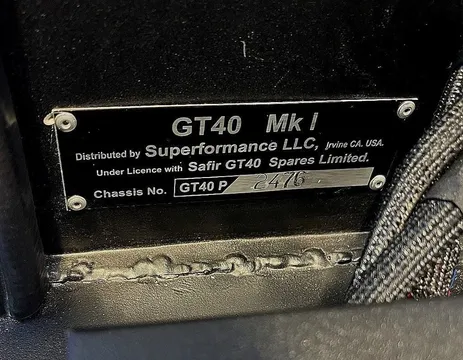 GT40 Mk I
Distributed by Superformance LLC, Irvine CA. USA.
Under Licence with Safir GT40 Spares Limited.
Chassis No. GT40 P 2476